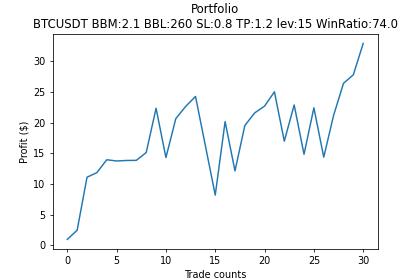 Portfolio
BTCUSDT BBM:2.1 BBL:260 SL:0.8 TP:1.2 lev:15 WinRatio:74.0
30
25
20
15
10
5
0
Profit ($)
0 5 10 15 20 25 30
Trade counts